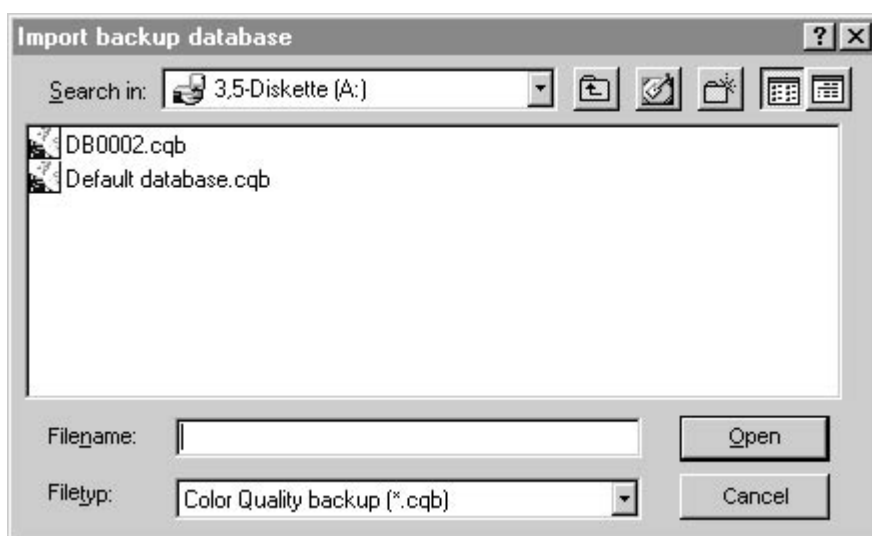 Import backup database
Search in: 3,5-Diskette (A:)
DB0002.cqb
Default database.cqb
Filename:
Open
Filetyp: Color Quality backup (*.cqb)
Cancel